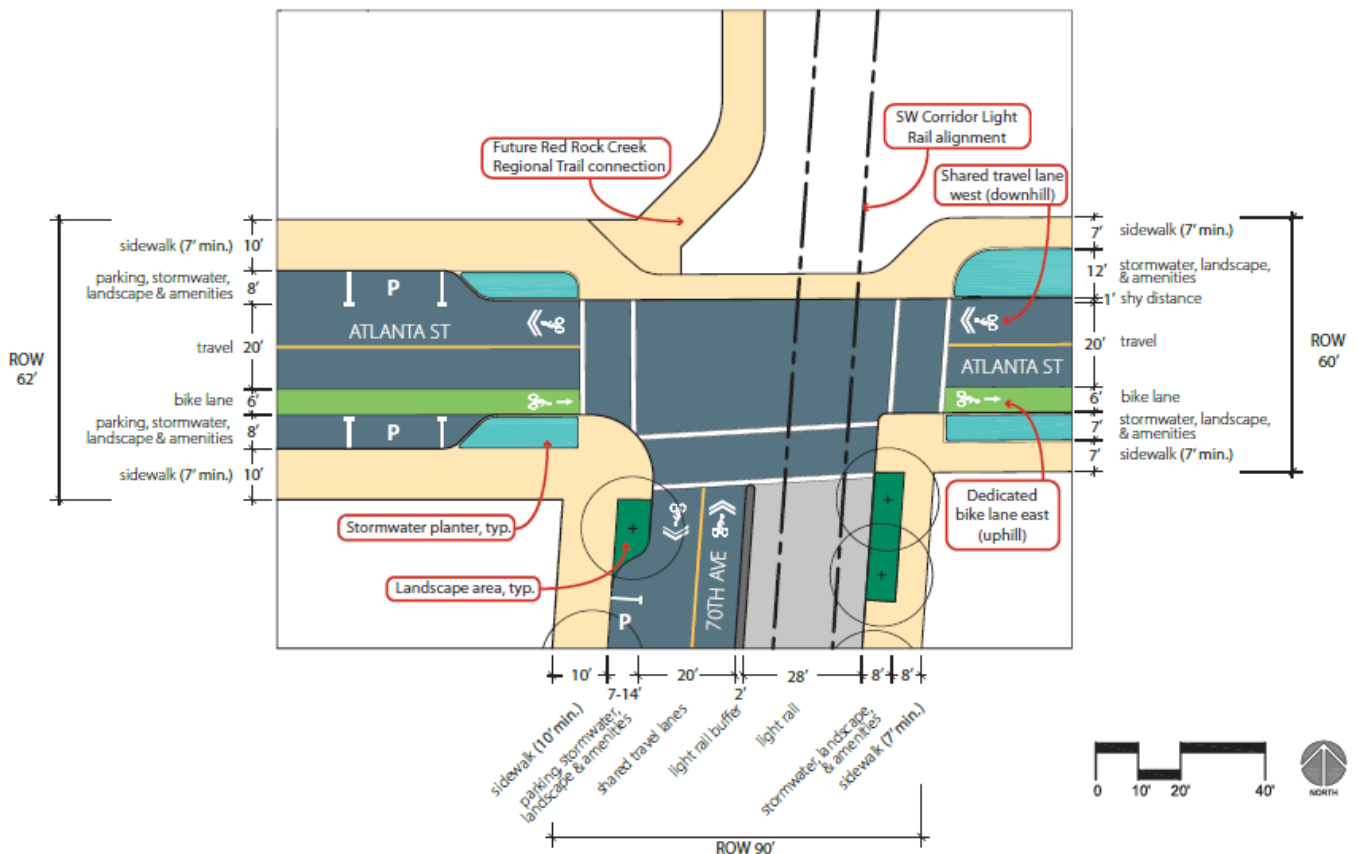 Future Red Rock Creek
Regional Trail connection
SW Corridor Light
Rail alignment
Shared travel lane
west (downhill)
ROW
62’
sidewalk (7’ min.) 10’
parking, stormwater,
landscape & amenities
8’
travel 20’
bike lane 6’
parking, stormwater,
landscape & amenities
8’
sidewalk (7’ min.) 10’
P
ATLANTA ST
P
7’ sidewalk (7’ min.)
12’ stormwater, landscape,
& amenities
1’ shy distance
20’ travel
6’ bike lane
7’ stormwater, landscape,
& amenities
7’ sidewalk (7’ min.)
ROW
60’
ATLANTA ST
Stormwater planter, typ.
Landscape area, typ.
Dedicated
bike lane east
(uphill)
70TH AVE
P
10’ 7-14’ 20’ 2’ 28’ 8’ 8’
sidewalk (10’ min.)
parking, stormwater,
landscape & amenities
shared travel lanes
light rail buffer
light rail
stormwater, landscape,
& amenities
sidewalk (7’ min.)
ROW 90’
0 10' 20' 40'
NORTH